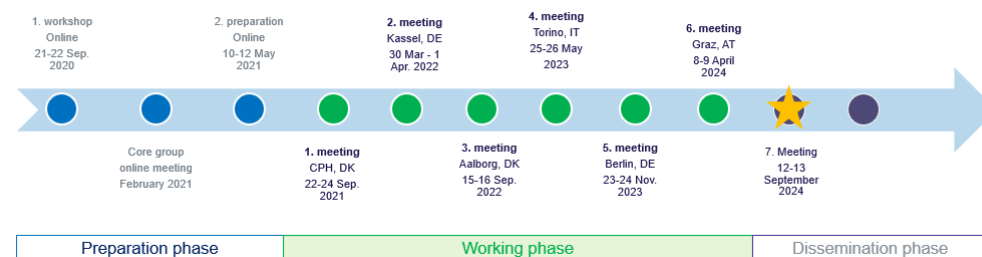 1. workshop
Online
21-22 Sep.
2020
2. preparation
Online
10-12 May
2021
2. meeting
Kassel, DE
30 Mar - 1
Apr. 2022
4. meeting
Torino, IT
25-26 May
2023
6. meeting
Graz, AT
8-9 April
2024
Core group
online meeting
February 2021
1. meeting
CPH, DK
22-24 Sep.
2021
3. meeting
Aalborg, DK
15-16 Sep.
2022
5. meeting
Berlin, DE
23-24 Nov.
2023
7. Meeting
12-13
September
2024
Preparation phase
Working phase
Dissemination phase